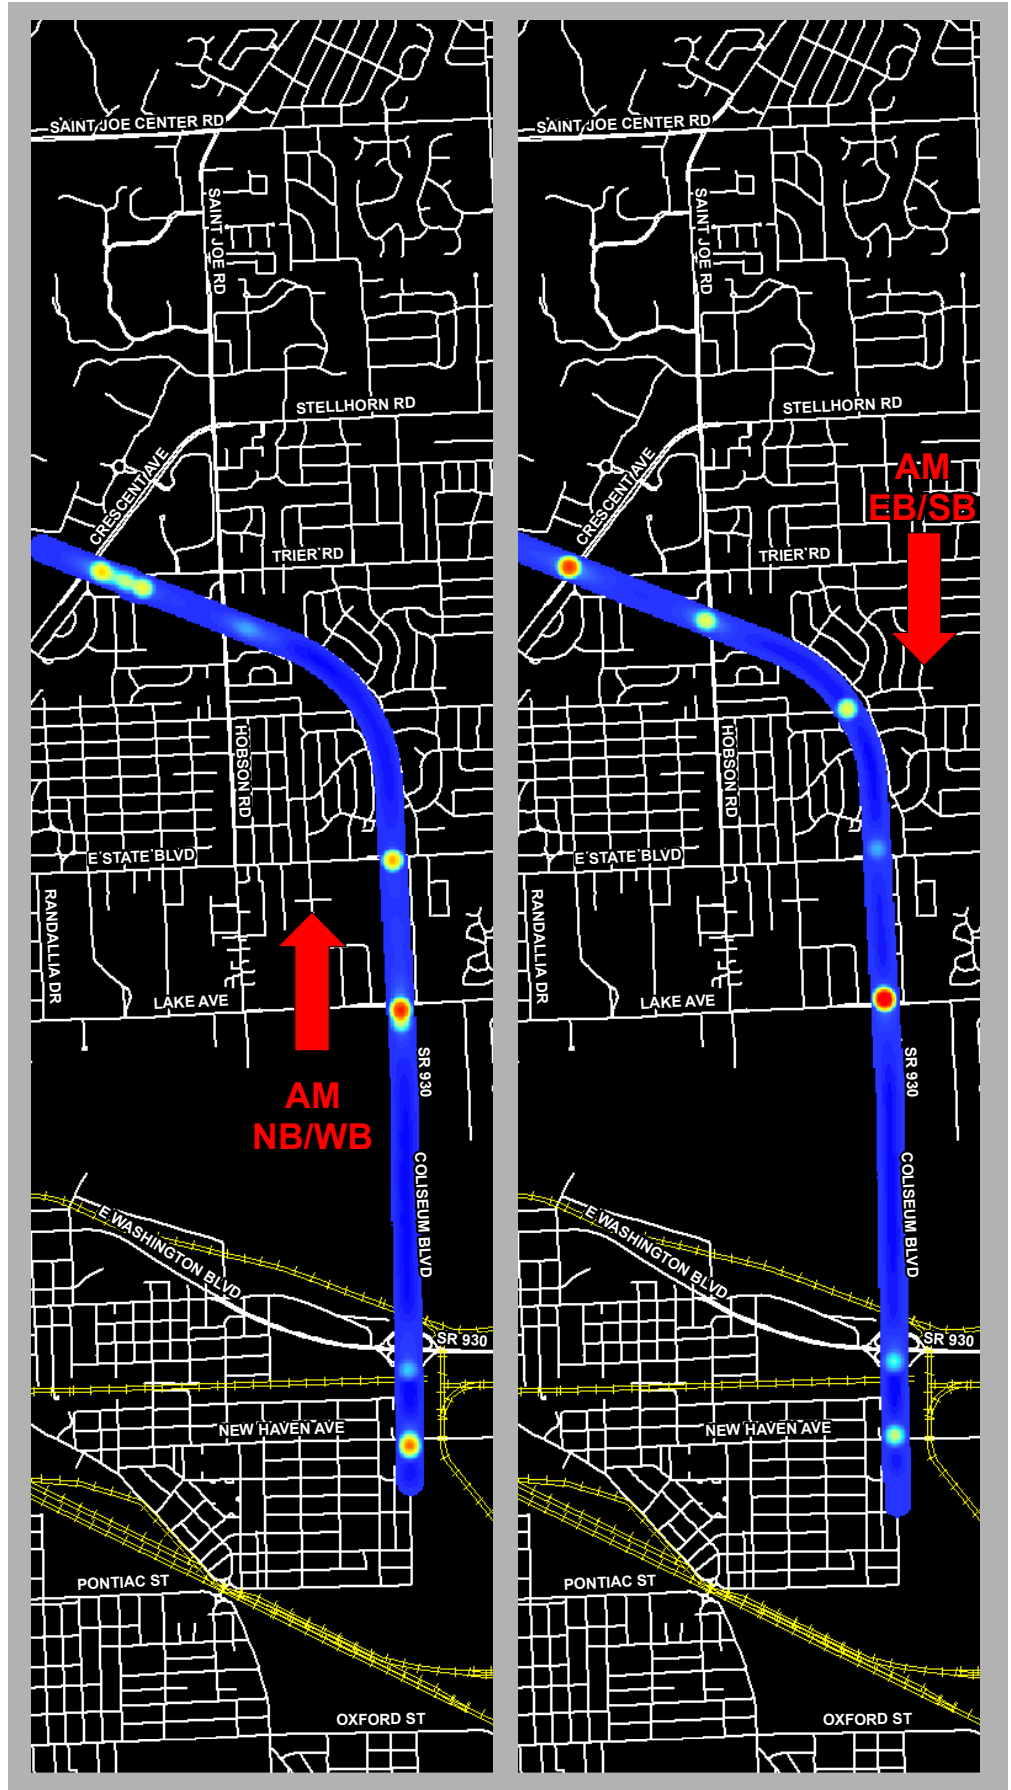 SAINT JOE CENTER RD
SAINT JOE RD
STELLHORN RD
CRESCENT AVE
TRIER RD
HOBSON RD
E STATE BLVD
RANDALLIA DR
LAKE AVE
SR 930
AM
NB/WB
COLISEUM BLVD
E WASHINGTON BLVD
SR 930
NEW HAVEN AVE
PONTIAC ST
OXFORD ST
SAINT JOE CENTER RD
SAINT JOE RD
STELLHORN RD
CRESCENT AVE
AM
EB/SB
TRIER RD
HOBSON RD
E STATE BLVD
RANDALLIA DR
LAKE AVE
SR 930
COLISEUM BLVD
E WASHINGTON BLVD
SR 930
NEW HAVEN AVE
PONTIAC ST
OXFORD ST